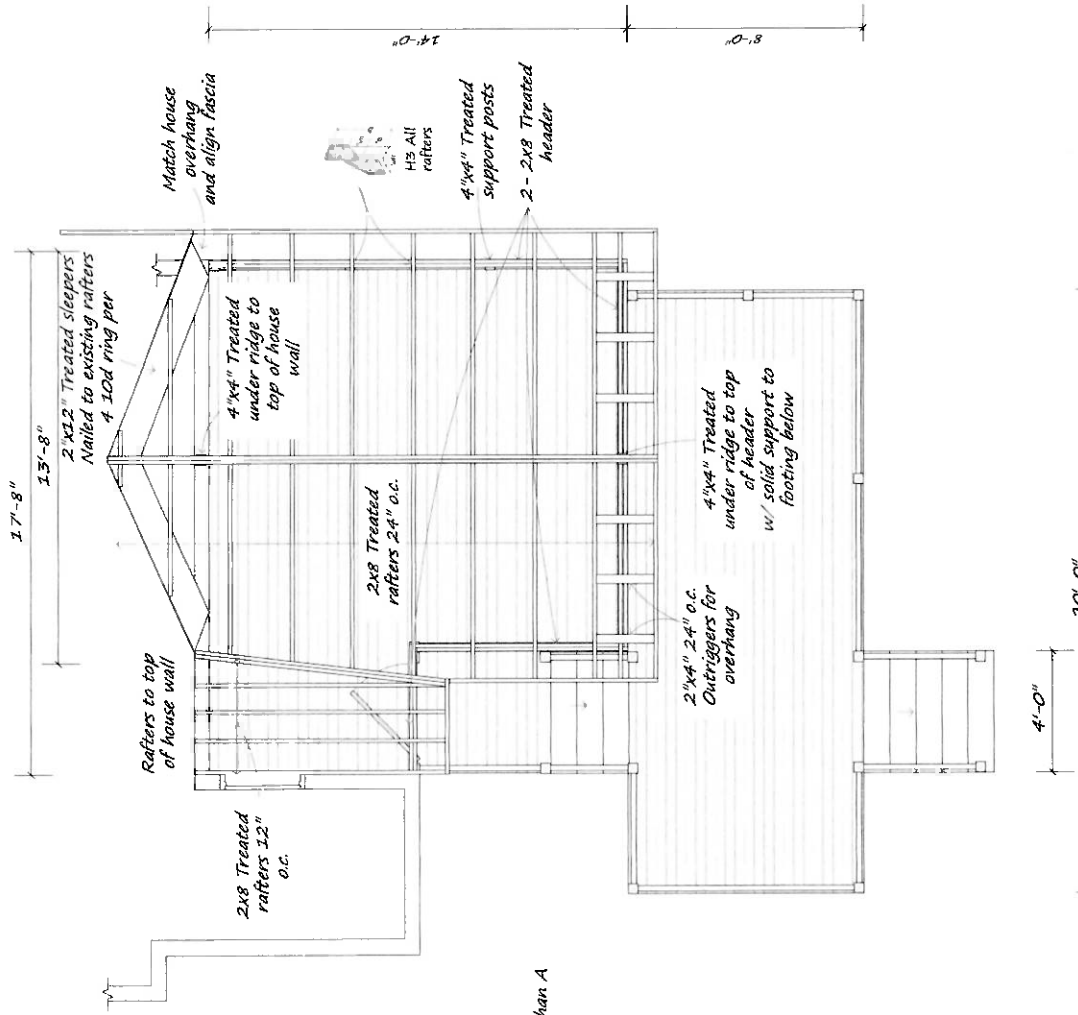 17'-8"
13'-8"
2"x12" Treated sleepers
Nailed to existing rafters
4 10d ring per
Match house
overhang
and align fascia
14'-0"
8'-0"
H3 All
rafters
4"x4" Treated
support posts
2 - 2x8 Treated
header
4"x4" Treated
under ridge to
top of house
wall
2x8 Treated
rafters 24" o.c.
Rafters to top
of house wall
2x8 Treated
rafters 12"
o.c.
2"x4" 24" o.c.
Outriggers for
overhang
4"x4" Treated
under ridge to top
of header
w/ solid support to
footing below
4'-0"
han A